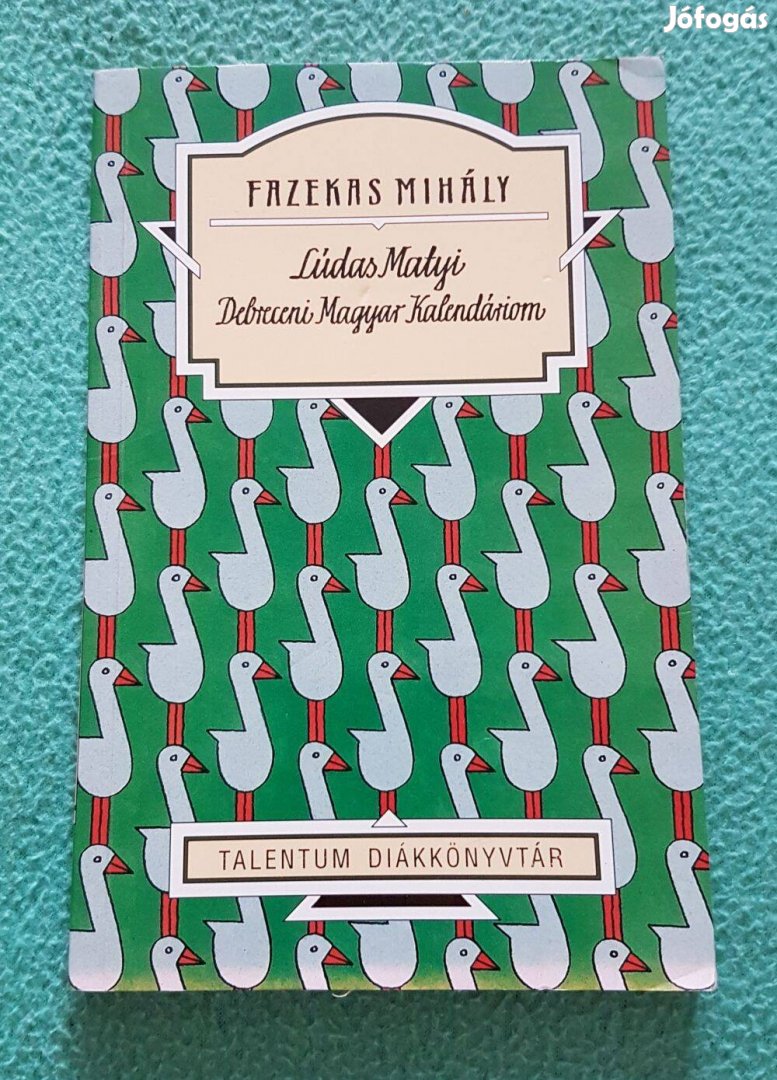 Jófogás
FAZEKAS MIHÁLY
Lúdas Matyi
Debreceni Magyar Kalendáriom
TALENTUM DIÁKKÖNYVTÁR